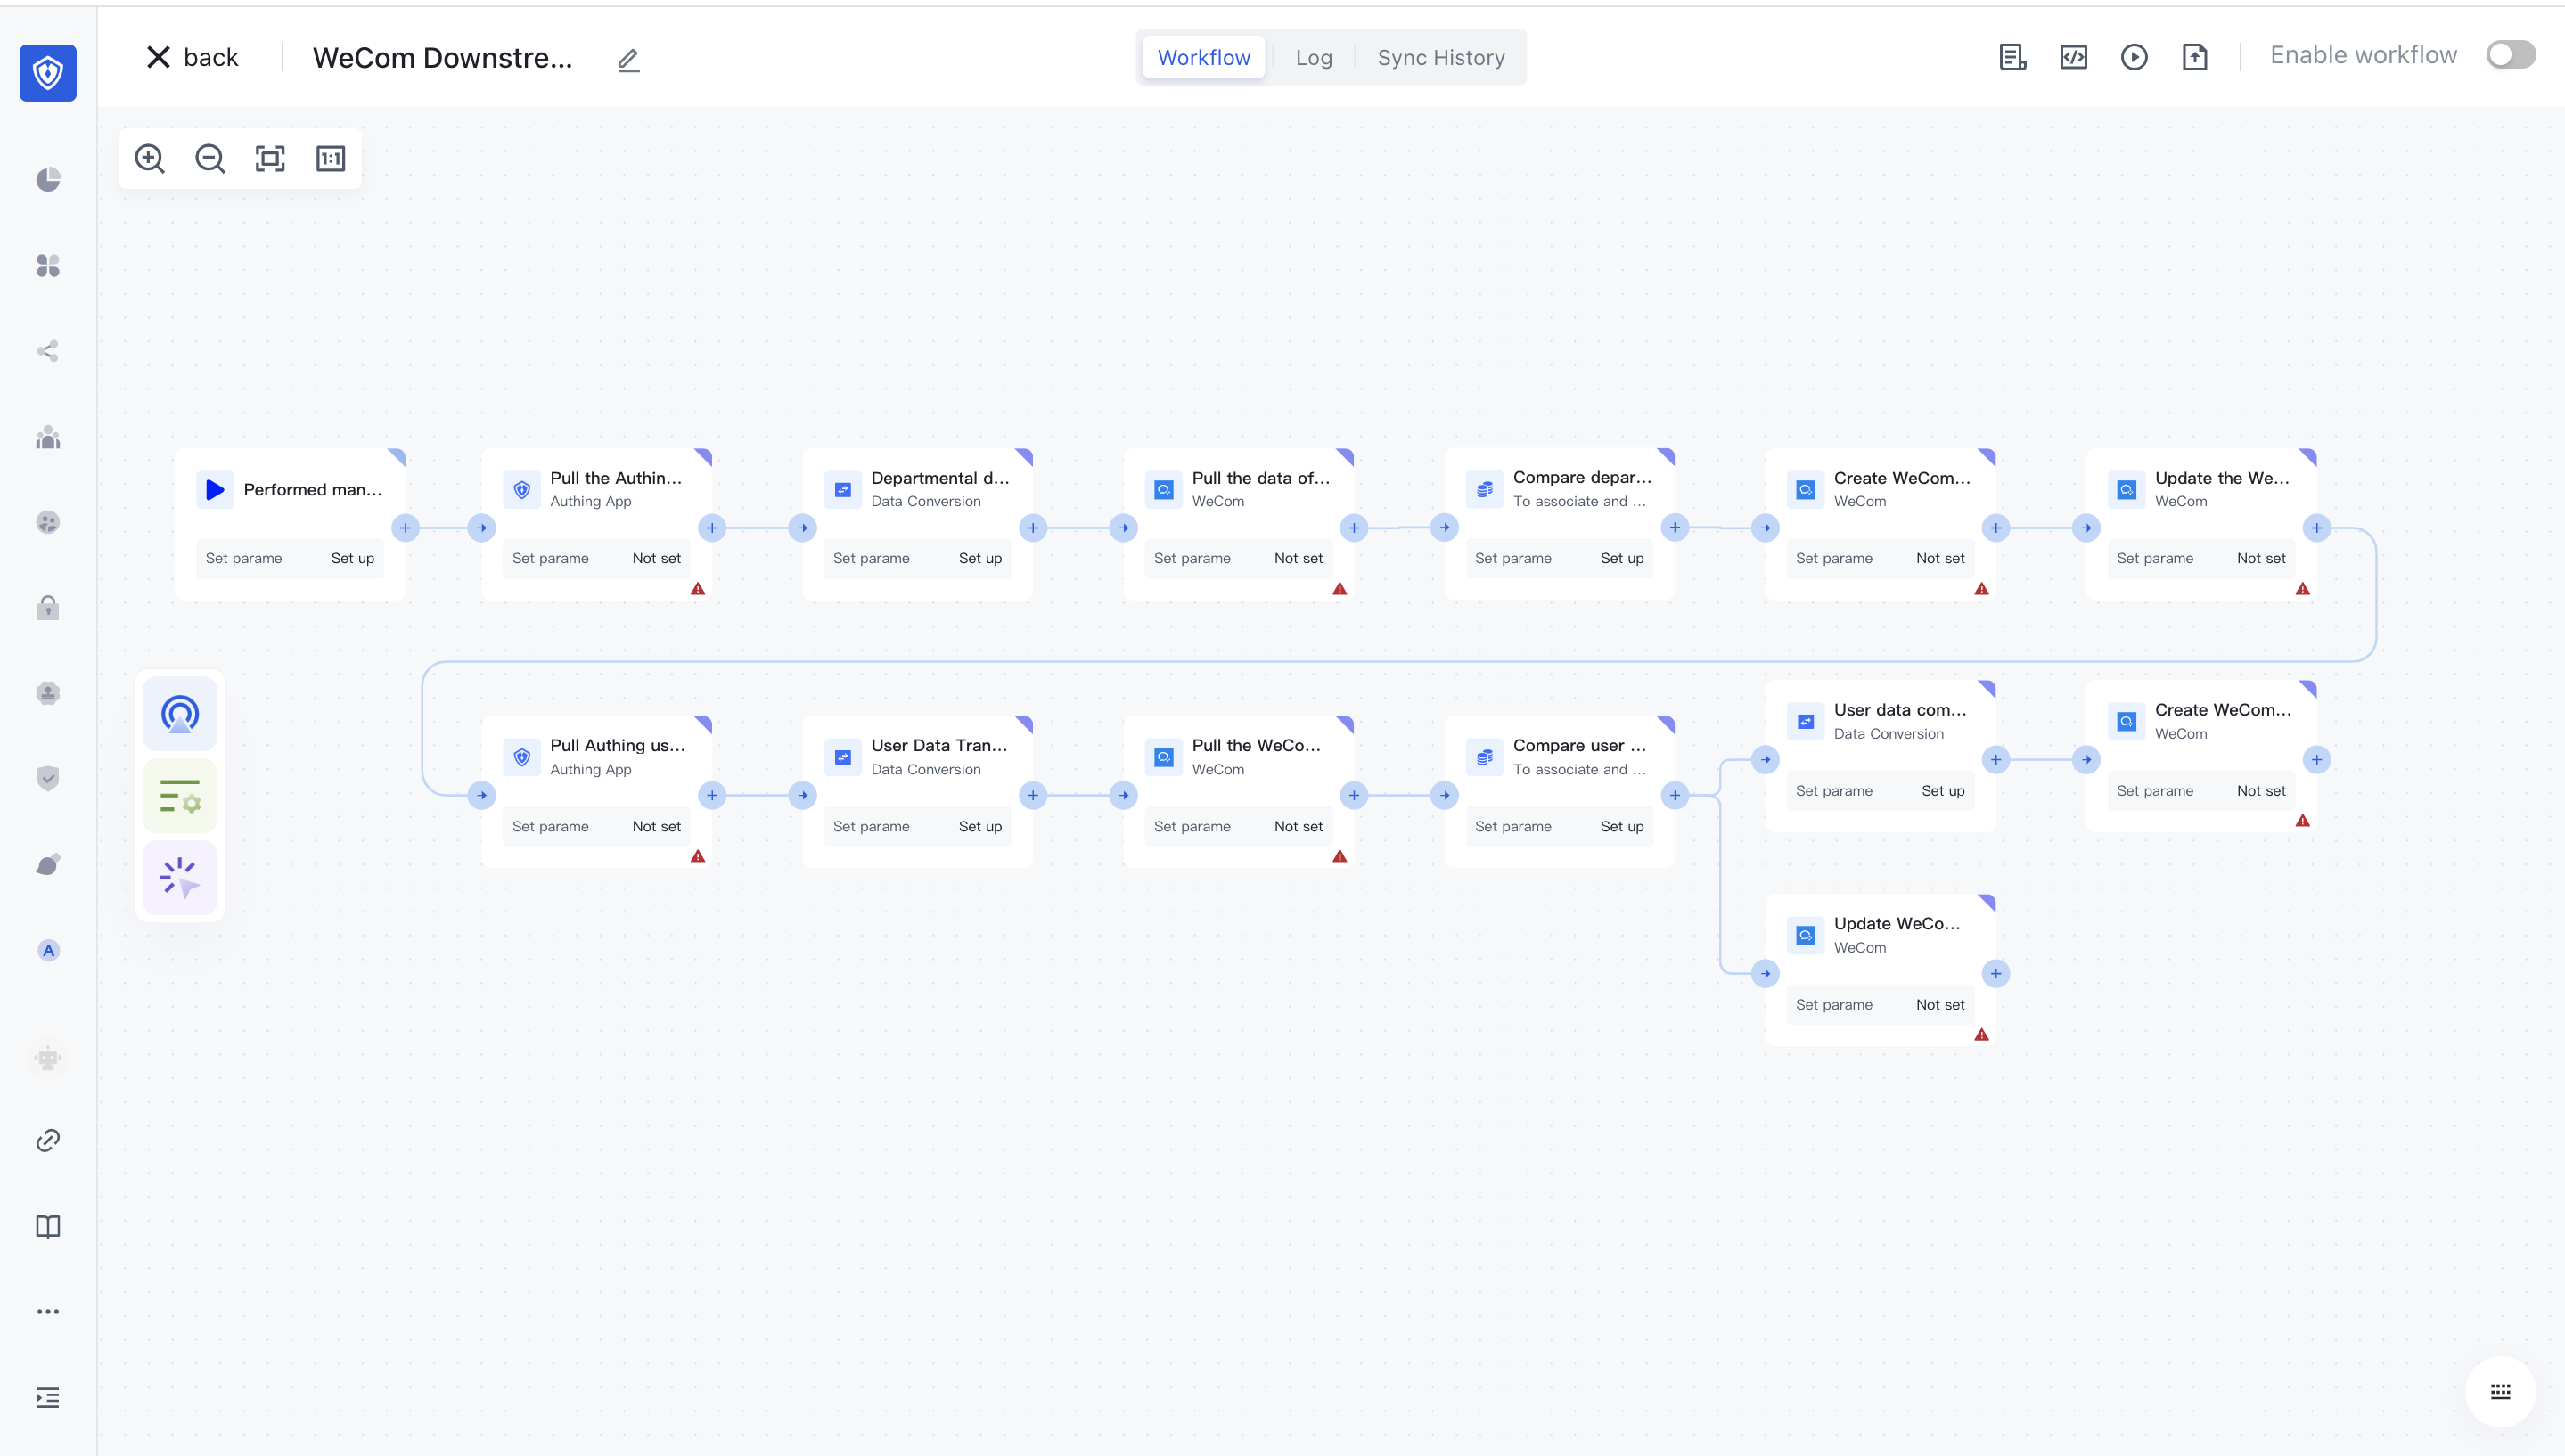 back
WeCom Downstre...
Workflow
Log
Sync History
Enable workflow
1:1
Performed man...
Set parame Set up
Pull the Authin...
Authing App
Set parame Not set
Departmental d...
Data Conversion
Set parame Set up
Pull the data of...
WeCom
Set parame Not set
Compare depar...
To associate and ...
Set parame Set up
Create WeCom...
WeCom
Set parame Not set
Update the We...
WeCom
Set parame Not set
Pull Authing us...
Authing App
Set parame Not set
User Data Tran...
Data Conversion
Set parame Set up
Pull the WeCo...
WeCom
Set parame Not set
Compare user ...
To associate and ...
Set parame Set up
User data com...
Data Conversion
Set parame Set up
Create WeCom...
WeCom
Set parame Not set
Update WeCo...
WeCom
Set parame Not set
A